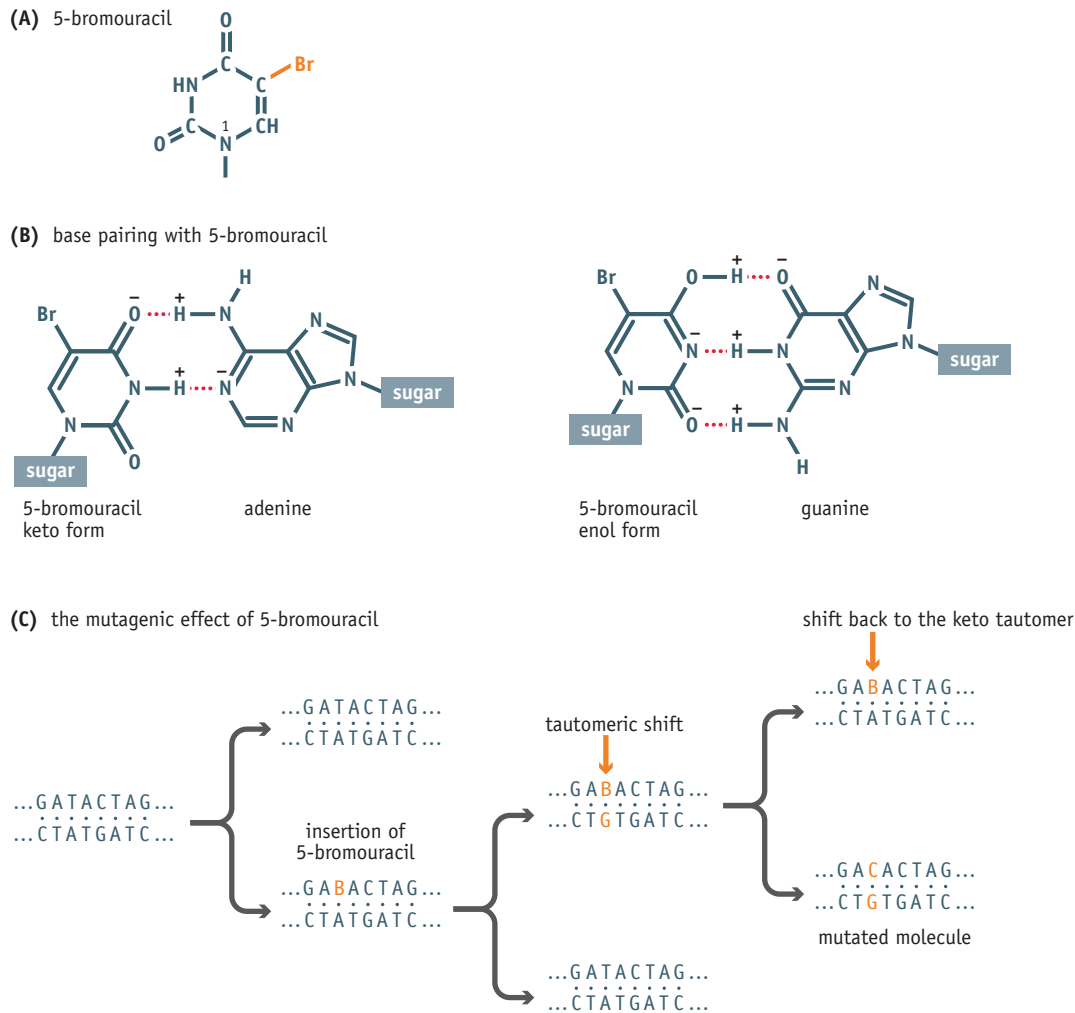 (A) 5-bromouracil
O
C
Br
HN
C
C
1
CH
O
N
(B) base pairing with 5-bromouracil
H
O − + H N
Br
N
N H + − N
N
sugar
N
N
O
sugar
5-bromouracil
keto form
adenine
Br
O H + − O
N
N − + H N
N
sugar
N
N
sugar
O − + H N
H
5-bromouracil
enol form
guanine
(C) the mutagenic effect of 5-bromouracil
...GATACTAG...
...CTATGATC...
...GATACTAG...
...CTATGATC...
insertion of
5-bromouracil
...GABACTAG...
...CTATGATC...
tautomeric shift
...GABACTAG...
...CTGTGATC...
...GATACTAG...
...CTATGATC...
shift back to the keto tautomer
...GABACTAG...
...CTATGATC...
...GACACTAG...
...CTGTGATC...
mutated molecule